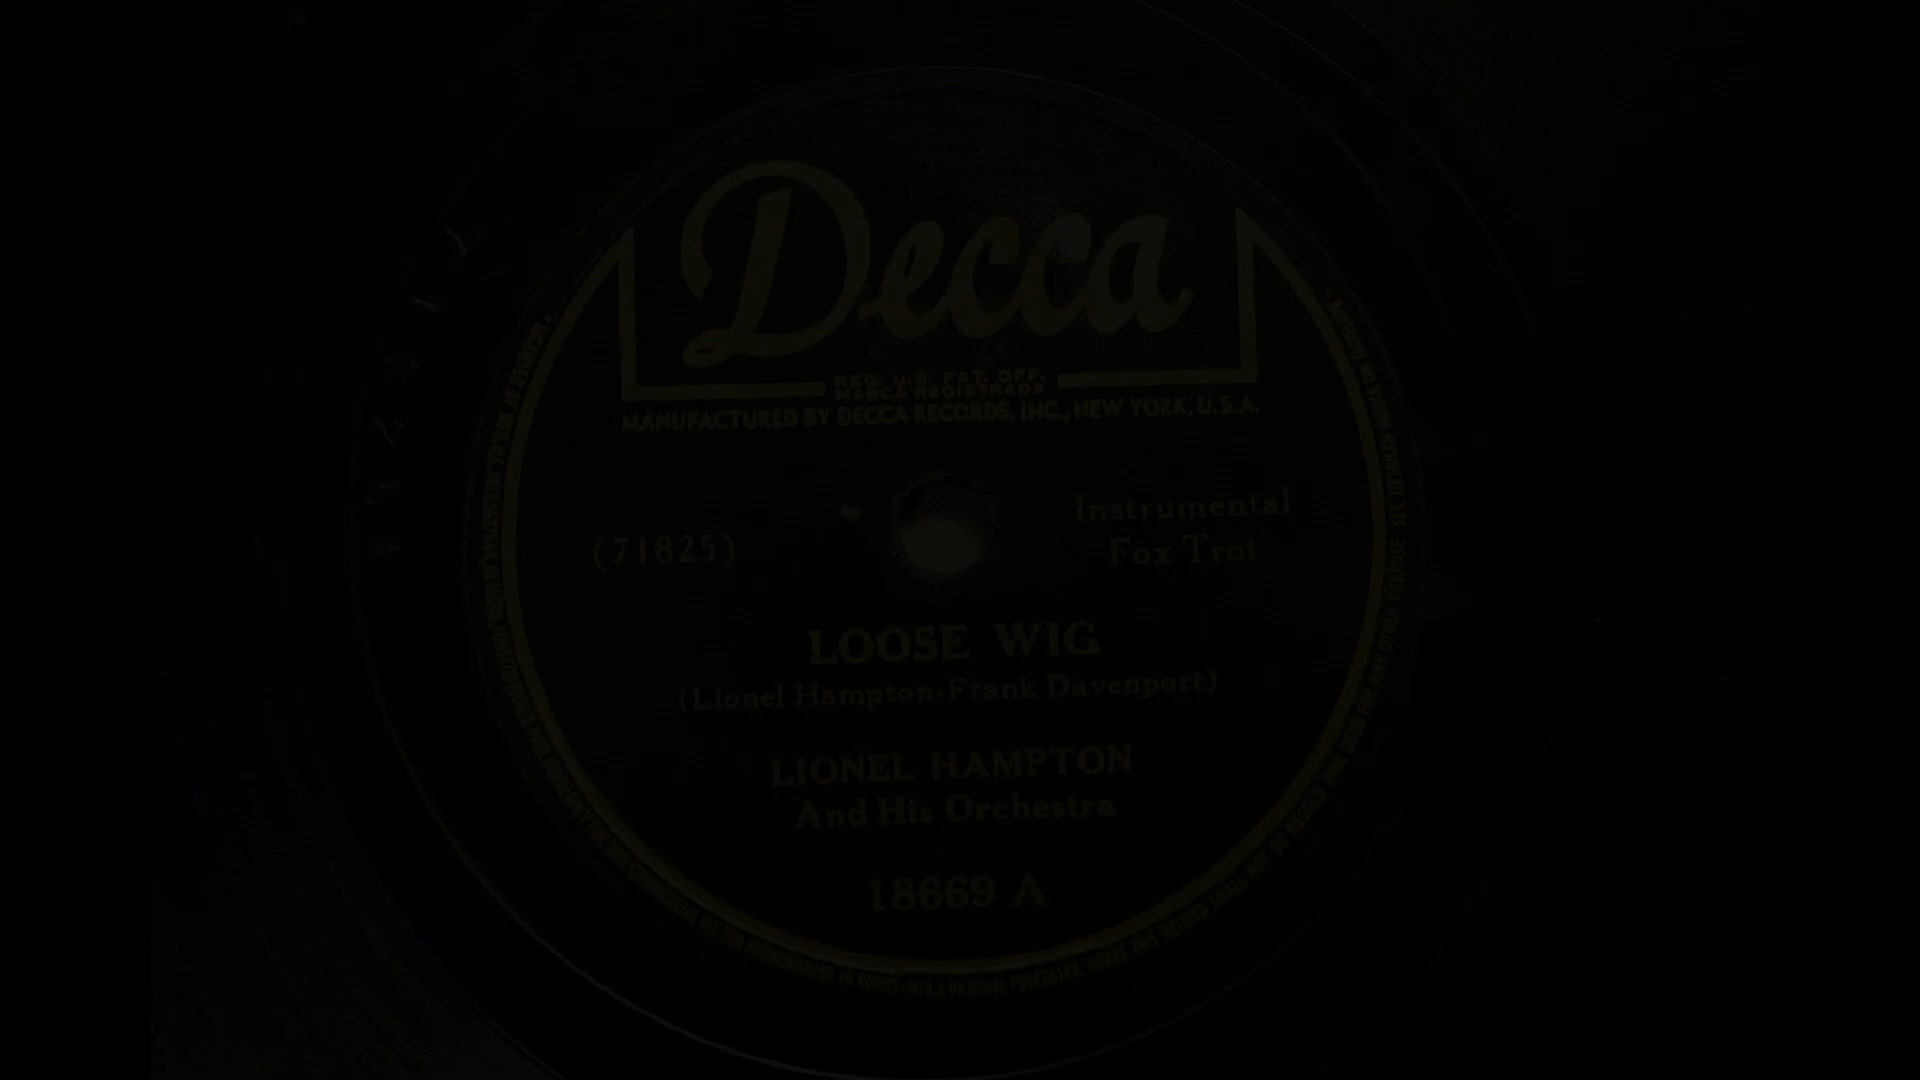 Decca
REG. U.S. PAT. OFF.
MARCA REGISTRADA
MANUFACTURED BY DECCA RECORDS, INC., NEW YORK, U.S.A.
Instrumental
(71825)
Fox Trot
LOOSE WIG
(Lionel Hampton-Frank Davenport)
LIONEL HAMPTON
And His Orchestra
18669 A